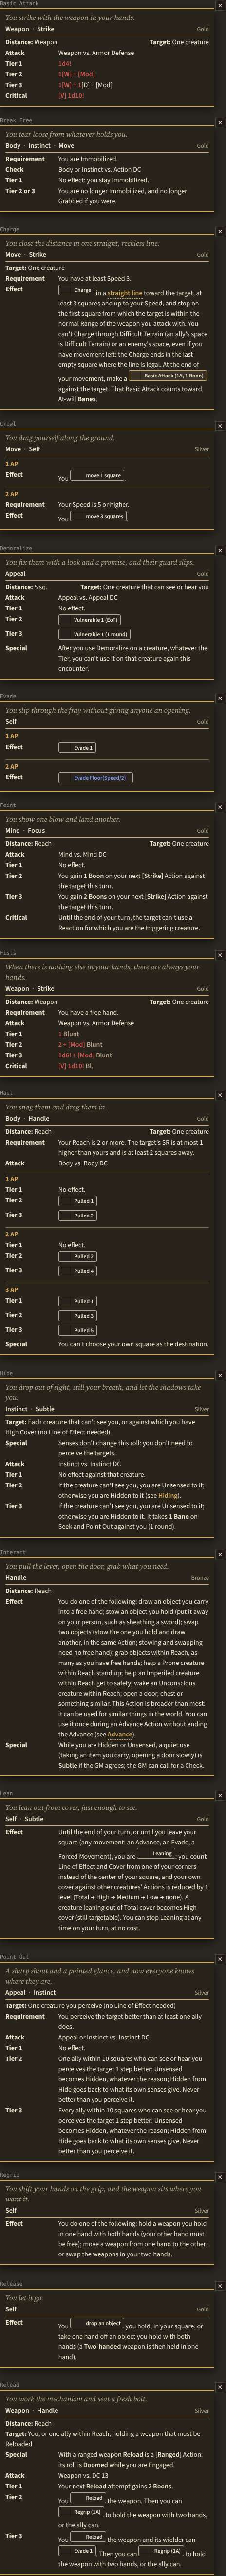 Basic Attack
You strike with the weapon in your hands.
Weapon · Strike Gold
Distance: Weapon Target: One creature
Attack Weapon vs. Armor Defense
Tier 1 1d4!
Tier 2 1[W] + [Mod]
Tier 3 1[W] + 1[D] + [Mod]
Critical [V] 1d10!
Break Free
You tear loose from whatever holds you.
Body · Instinct · Move Gold
Requirement You are Immobilized.
Check Body or Instinct vs. Action DC
Tier 1 No effect: you stay Immobilized.
Tier 2 or 3 You are no longer Immobilized, and no longer
Grabbed if you were.
Charge
You close the distance in one straight, reckless line.
Move · Strike Gold
Target: One creature
Requirement You have at least Speed 3.
Effect Charge in a straight line toward the target, at
least 3 squares and up to your Speed, and stop on
the first square from which the target is within the
normal Range of the weapon you attack with. You
can't Charge through Difficult Terrain (an ally's space
is Difficult Terrain) or an enemy's space, even if you
have movement left: the Charge ends in the last
empty square where the line is legal. At the end of
your movement, make a Basic Attack (1A, 1 Boon)
against the target. That Basic Attack counts toward
At-will Banes.
Crawl
You drag yourself along the ground.
Move · Self Silver
1 AP
Effect
You move 1 square.
2 AP
Requirement Your Speed is 5 or higher.
Effect
You move 3 squares.
Demoralize
You fix them with a look and a promise, and their guard slips.
Appeal Gold
Distance: 5 sq. Target: One creature that can see or hear you
Attack Appeal vs. Appeal DC
Tier 1 No effect.
Tier 2 Vulnerable 1 (EoT)
Tier 3 Vulnerable 1 (1 round)
Special After you use Demoralize on a creature, whatever the
Tier, you can't use it on that creature again this
encounter.
Evade
You slip through the fray without giving anyone an opening.
Self Gold
1 AP
Effect Evade 1
2 AP
Effect Evade Floor(Speed/2)
Feint
You show one blow and land another.
Mind · Focus Gold
Distance: Reach Target: One creature
Attack Mind vs. Mind DC
Tier 1 No effect.
Tier 2 You gain 1 Boon on your next [Strike] Action against
the target this turn.
Tier 3 You gain 2 Boons on your next [Strike] Action against
the target this turn.
Critical Until the end of your turn, the target can't use a
Reaction for which you are the triggering creature.
Fists
When there is nothing else in your hands, there are always your
hands.
Weapon · Strike Gold
Distance: Weapon Target: One creature
Requirement You have a free hand.
Attack Weapon vs. Armor Defense
Tier 1 1 Blunt
Tier 2 2 + [Mod] Blunt
Tier 3 1d6! + [Mod] Blunt
Critical [V] 1d10! Bl.
Haul
You snag them and drag them in.
Body · Handle Gold
Distance: Reach Target: One creature
Requirement Your Reach is 2 or more. The target's SR is at most 1
higher than yours and is at least 2 squares away.
Attack Body vs. Body DC
1 AP
Tier 1 No effect.
Tier 2 Pulled 1
Tier 3 Pulled 2
2 AP
Tier 1 No effect.
Tier 2 Pulled 2
Tier 3 Pulled 4
3 AP
Tier 1 Pulled 1
Tier 2 Pulled 3
Tier 3 Pulled 5
Special You can't choose your own square as the destination.
Hide
You drop out of sight, still your breath, and let the shadows take
you.
Instinct · Subtle Silver
Target: Each creature that can't see you, or against which you have
High Cover (no Line of Effect needed)
Special Senses don't change this roll: you don't need to
perceive the targets.
Attack Instinct vs. Instinct DC
Tier 1 No effect against that creature.
Tier 2 If the creature can't see you, you are Unsensed to it;
otherwise you are Hidden to it (see Hiding).
Tier 3 If the creature can't see you, you are Unsensed to it;
otherwise you are Hidden to it. It takes 1 Bane on
Seek and Point Out against you (1 round).
Interact
You pull the lever, open the door, grab what you need.
Handle Bronze
Distance: Reach
Effect You do one of the following: draw an object you carry
into a free hand; stow an object you hold (put it away
on your person, such as sheathing a sword); swap
two objects (stow the one you hold and draw
another, in the same Action; stowing and swapping
need no free hand); grab objects within Reach, as
many as you have free hands; help a Prone creature
within Reach stand up; help an Imperiled creature
within Reach get to safety; wake an Unconscious
creature within Reach; open a door, chest or
something similar. This Action is broader than most:
it can be used for similar things in the world. You can
use it once during an Advance Action without ending
the Advance (see Advance).
Special While you are Hidden or Unsensed, a quiet use
(taking an item you carry, opening a door slowly) is
Subtle if the GM agrees; the GM can call for a Check.
Lean
You lean out from cover, just enough to see.
Self · Subtle Gold
Effect Until the end of your turn, or until you leave your
square (any movement: an Advance, an Evade, a
Forced Movement), you are Leaning: you count
Line of Effect and Cover from one of your corners
instead of the center of your square, and your own
cover against other creatures' Actions is reduced by 1
level (Total → High → Medium → Low → none). A
creature leaning out of Total cover becomes High
cover (still targetable). You can stop Leaning at any
time on your turn, at no cost.
Point Out
A sharp shout and a pointed glance, and now everyone knows
where they are.
Appeal · Instinct Silver
Target: One creature you perceive (no Line of Effect needed)
Requirement You perceive the target better than at least one ally
does.
Attack Appeal or Instinct vs. Instinct DC
Tier 1 No effect.
Tier 2 One ally within 10 squares who can see or hear you
perceives the target 1 step better: Unsensed
becomes Hidden, whatever the reason; Hidden from
Hide goes back to what its own senses give. Never
better than you perceive it.
Tier 3 Every ally within 10 squares who can see or hear you
perceives the target 1 step better: Unsensed
becomes Hidden, whatever the reason; Hidden from
Hide goes back to what its own senses give. Never
better than you perceive it.
Regrip
You shift your hands on the grip, and the weapon sits where you
want it.
Self Silver
Effect You do one of the following: hold a weapon you hold
in one hand with both hands (your other hand must
be free); move a weapon from one hand to the other;
or swap the weapons in your two hands.
Release
You let it go.
Self Gold
Effect You drop an object you hold, in your square, or
take one hand off an object you hold with both
hands (a Two-handed weapon is then held in one
hand).
Reload
You work the mechanism and seat a fresh bolt.
Weapon · Handle Silver
Distance: Reach
Target: You, or one ally within Reach, holding a weapon that must be
Reloaded
Special With a ranged weapon Reload is a [Ranged] Action:
its roll is Doomed while you are Engaged.
Attack Weapon vs. DC 13
Tier 1 Your next Reload attempt gains 2 Boons.
Tier 2 You Reload the weapon. Then you can
Regrip (1A) to hold the weapon with two hands,
or the ally can.
Tier 3 You Reload the weapon and its wielder can
Evade 1. Then you can Regrip (1A) to hold
the weapon with two hands, or the ally can.